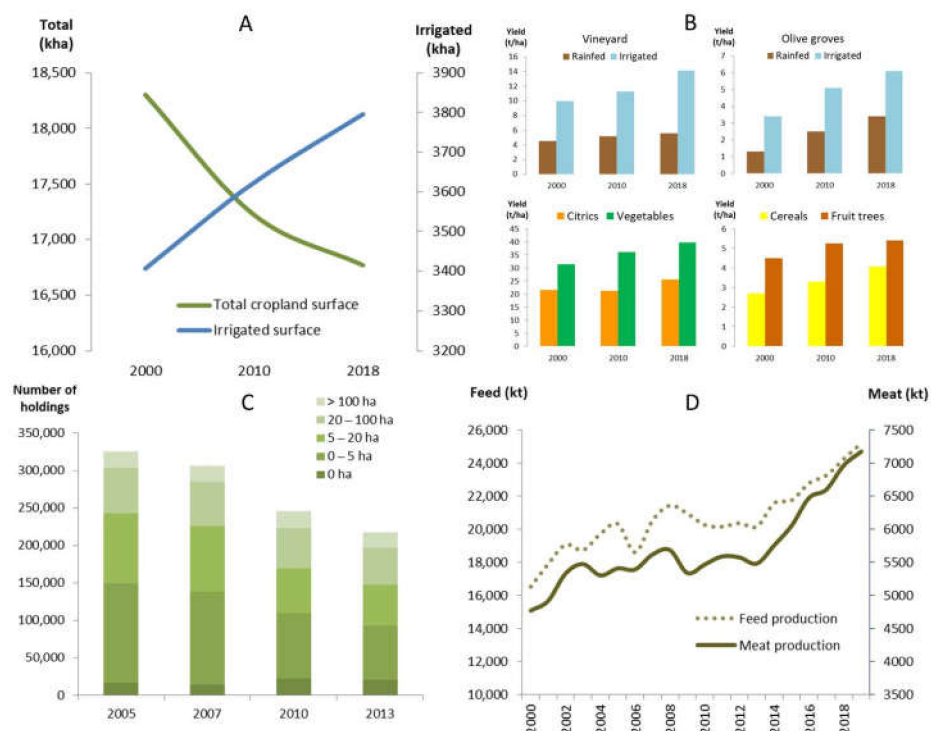 A
Total
(kha)
Irrigated
(kha)
18,500
18,000
17,500
17,000
16,500
16,000
3900
3800
3700
3600
3500
3400
3300
3200
Total cropland surface
Irrigated surface
2000
2010
2018
B
Yield
(t/ha)
Vineyard
Rainfed
Irrigated
16
14
12
10
8
6
4
2
0
2000
2010
2018
Yield
(t/ha)
Olive groves
Rainfed
Irrigated
7
6
5
4
3
2
1
0
2000
2010
2018
Yield
(t/ha)
Citrics
Vegetables
45
40
35
30
25
20
15
10
5
0
2000
2010
2018
Yield
(t/ha)
Cereals
Fruit trees
6
5
4
3
2
1
0
2000
2010
2018
Number of
holdings
C
350,000
300,000
250,000
200,000
150,000
100,000
50,000
0
> 100 ha
20 – 100 ha
5 – 20 ha
0 – 5 ha
0 ha
2005
2007
2010
2013
Feed (kt)
D
Meat (kt)
26,000
24,000
22,000
20,000
18,000
16,000
14,000
12,000
10,000
7500
7000
6500
6000
5500
5000
4500
4000
3500
Feed production
Meat production
2000
2002
2004
2006
2008
2010
2012
2014
2016
2018